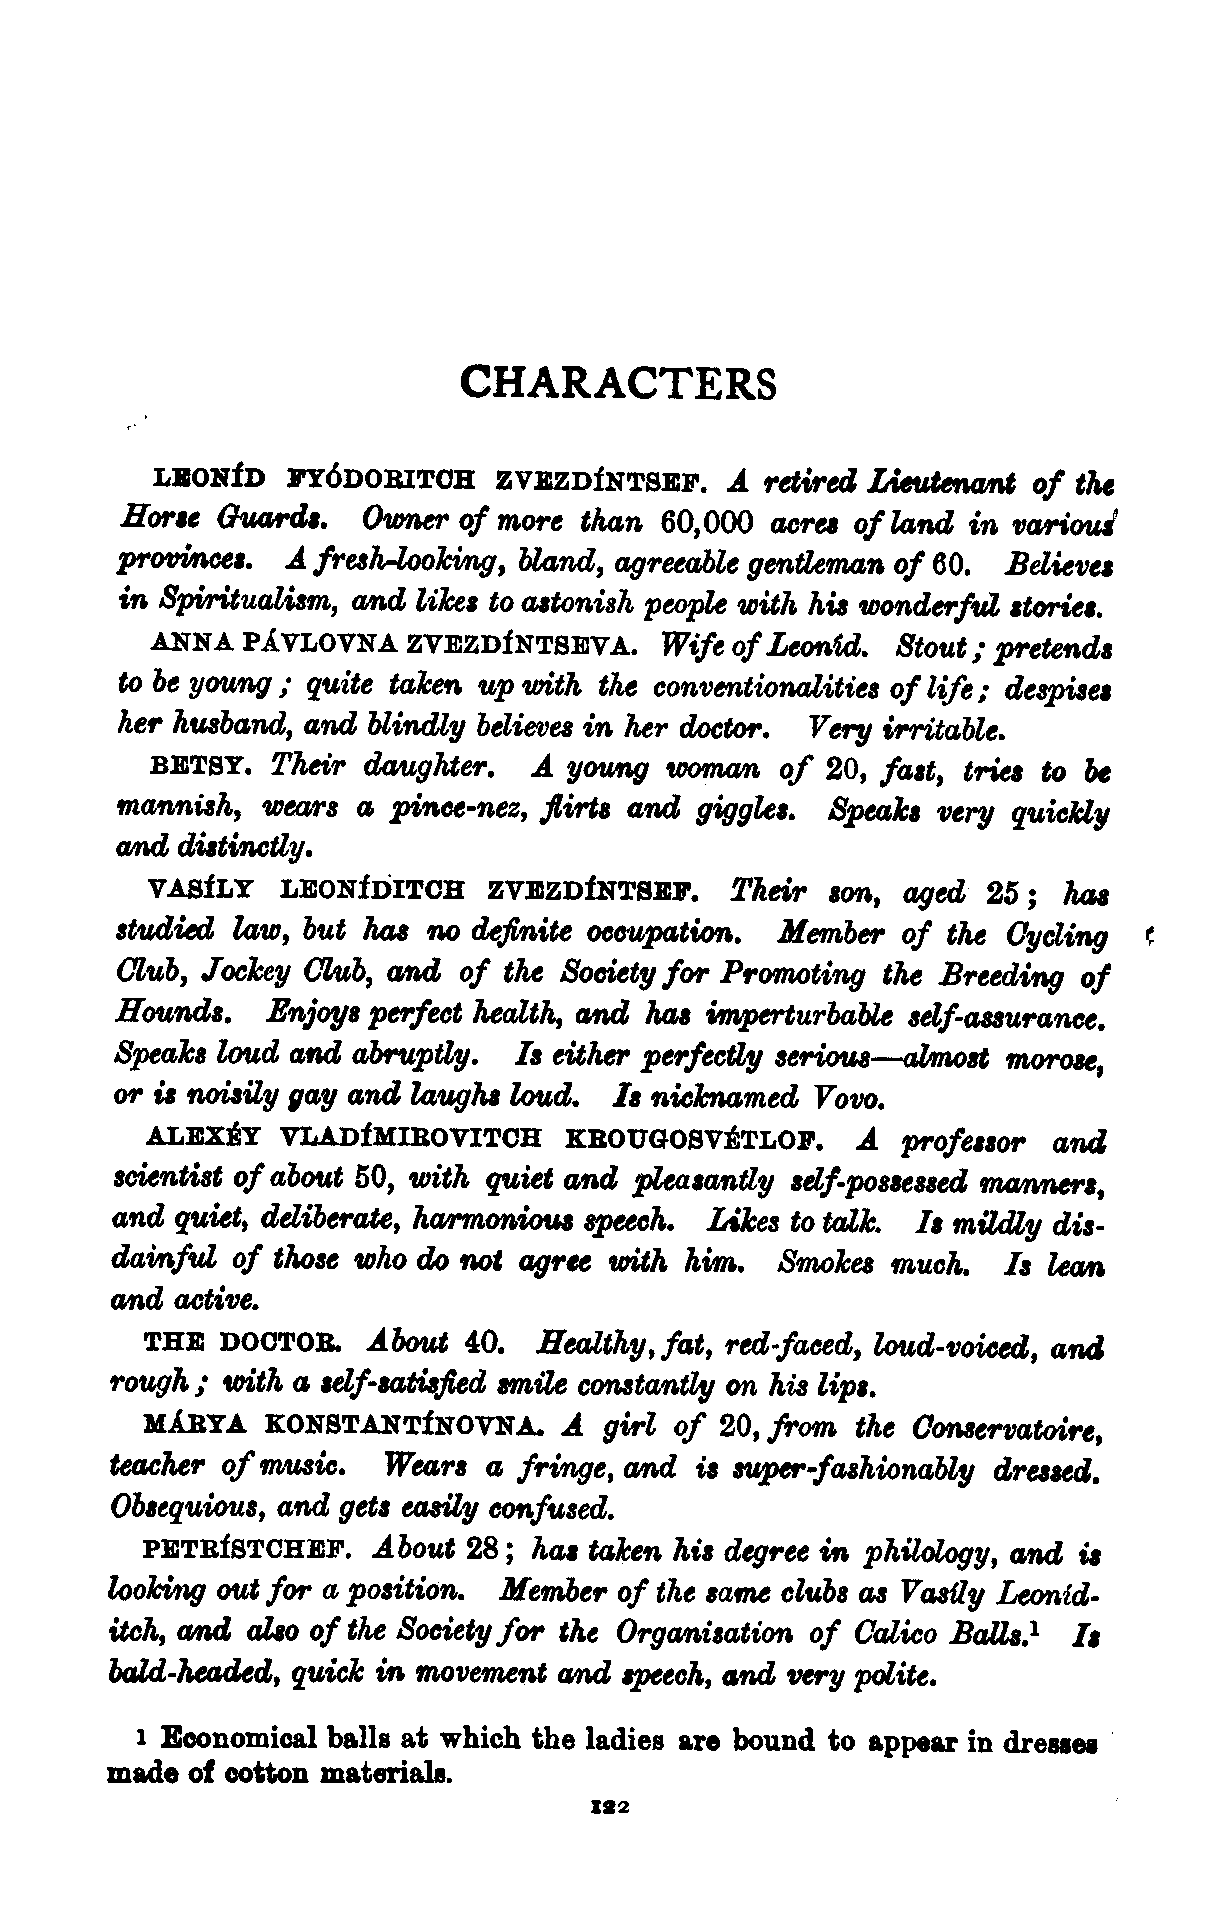 CHARACTERS
LEONÍD FYÓDORITCH ZVEZDÍNTSEF. A retired Lieutenant of the
Horse Guards. Owner of more than 60,000 acres of land in various
provinces. A fresh-looking, bland, agreeable gentleman of 60. Believes
in Spiritualism, and likes to astonish people with his wonderful stories.
ANNA PÁVLOVNA ZVEZDÍNTSEVA. Wife of Leoníd. Stout; pretends
to be young; quite taken up with the conventionalities of life; despises
her husband, and blindly believes in her doctor. Very irritable.
BETSY. Their daughter. A young woman of 20, fast, tries to be
mannish, wears a pince-nez, flirts and giggles. Speaks very quickly
and distinctly.
VASÍLY LEONÍDITCH ZVEZDÍNTSEF. Their son, aged 25; has
studied law, but has no definite occupation. Member of the Cycling
Club, Jockey Club, and of the Society for Promoting the Breeding of
Hounds. Enjoys perfect health, and has imperturbable self-assurance.
Speaks loud and abruptly. Is either perfectly serious—almost morose,
or is noisily gay and laughs loud. Is nicknamed Vovo.
ALEXÉY VLADÍMIROVITCH KROUGOSVÉTLOF. A professor and
scientist of about 50, with quiet and pleasantly self-possessed manners,
and quiet, deliberate, harmonious speech. Likes to talk. Is mildly dis-
dainful of those who do not agree with him. Smokes much. Is lean
and active.
THE DOCTOR. About 40. Healthy, fat, red-faced, loud-voiced, and
rough; with a self-satisfied smile constantly on his lips.
MÁRYA KONSTANTÍNOVNA. A girl of 20, from the Conservatoire,
teacher of music. Wears a fringe, and is super-fashionably dressed.
Obsequious, and gets easily confused.
PETRÍSTCHEF. About 28; has taken his degree in philology, and is
looking out for a position. Member of the same clubs as Vasíly Leoníd-
itch, and also of the Society for the Organisation of Calico Balls.¹ Is
bald-headed, quick in movement and speech, and very polite.
1 Economical balls at which the ladies are bound to appear in dresses
made of cotton materials.
122